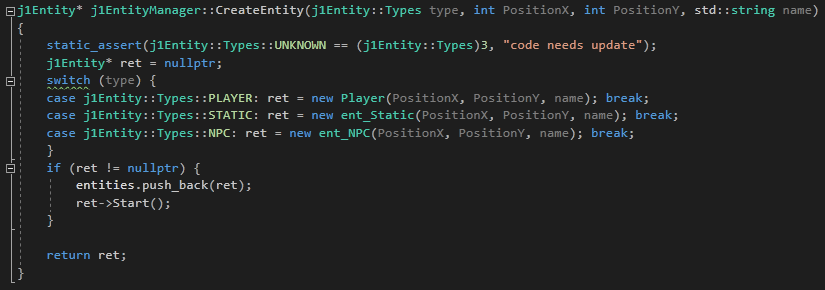 j1Entity* j1EntityManager::CreateEntity(j1Entity::Types type, int PositionX, int PositionY, std::string name)
{
static_assert(j1Entity::Types::UNKNOWN == (j1Entity::Types)3, "code needs update");
j1Entity* ret = nullptr;
switch (type) {
case j1Entity::Types::PLAYER: ret = new Player(PositionX, PositionY, name); break;
case j1Entity::Types::STATIC: ret = new ent_Static(PositionX, PositionY, name); break;
case j1Entity::Types::NPC: ret = new ent_NPC(PositionX, PositionY, name); break;
}
if (ret != nullptr) {
entities.push_back(ret);
ret->Start();
}
return ret;
}